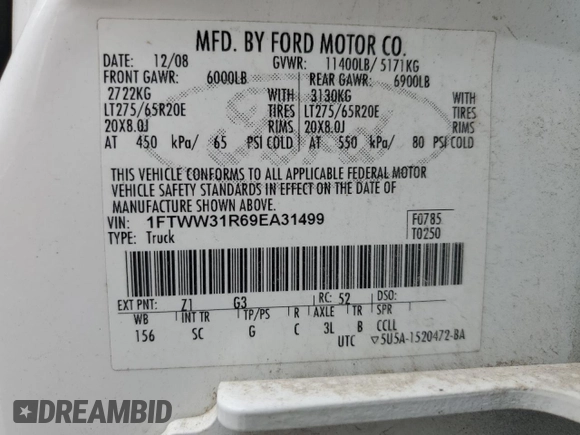 MFD. BY FORD MOTOR CO.
DATE: 12/08 GVWR: 11400LB/ 5171KG
FRONT GAWR: 6000LB REAR GAWR: 6900LB
2722KG WITH 3130KG WITH
LT275/65R20E TIRES LT275/65R20E TIRES
20X8.0J RIMS 20X8.0J RIMS
AT 450 kPa/ 65 PSI COLD AT 550 kPa/ 80 PSI COLD
THIS VEHICLE CONFORMS TO ALL APPLICABLE FEDERAL MOTOR
VEHICLE SAFETY STANDARDS IN EFFECT ON THE DATE OF
MANUFACTURE SHOWN ABOVE.
VIN: 1FTWW31R69EA31499 F0785
TYPE: Truck T0250
EXT PNT: Z1 G3 RC: 52 DSO:
WB INT TR TP/PS R AXLE TR SPR
156 SC G C 3L B CCLL
UTC ▽5U5A-1520472-BA
Ford
DREAMBID